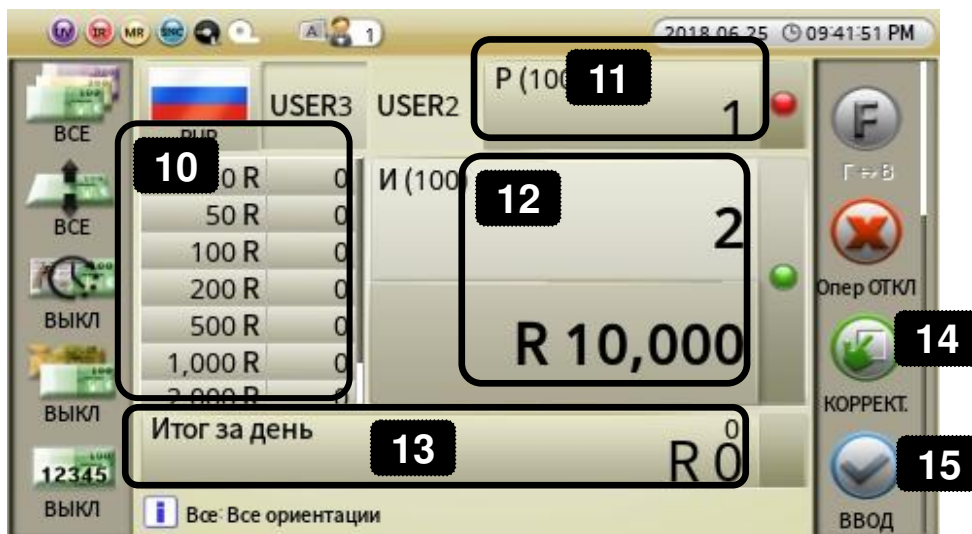 UV IR MR SNC A 1 2018.06.25 09:41:51 PM
ВСЕ
ВСЕ
ВЫКЛ
ВЫКЛ
12345
ВЫКЛ
USER3
USER2
P (100
11
1
10
0 R 0
50 R 0
100 R 0
200 R 0
500 R 0
1,000 R 0
2,000 R 0
И (100)
12
2
R 10,000
Итог за день
13
0
R 0
Все: Все ориентации
F
Г ⇔ В
Опер ОТКЛ
14
КОРРЕКТ.
15
ВВОД